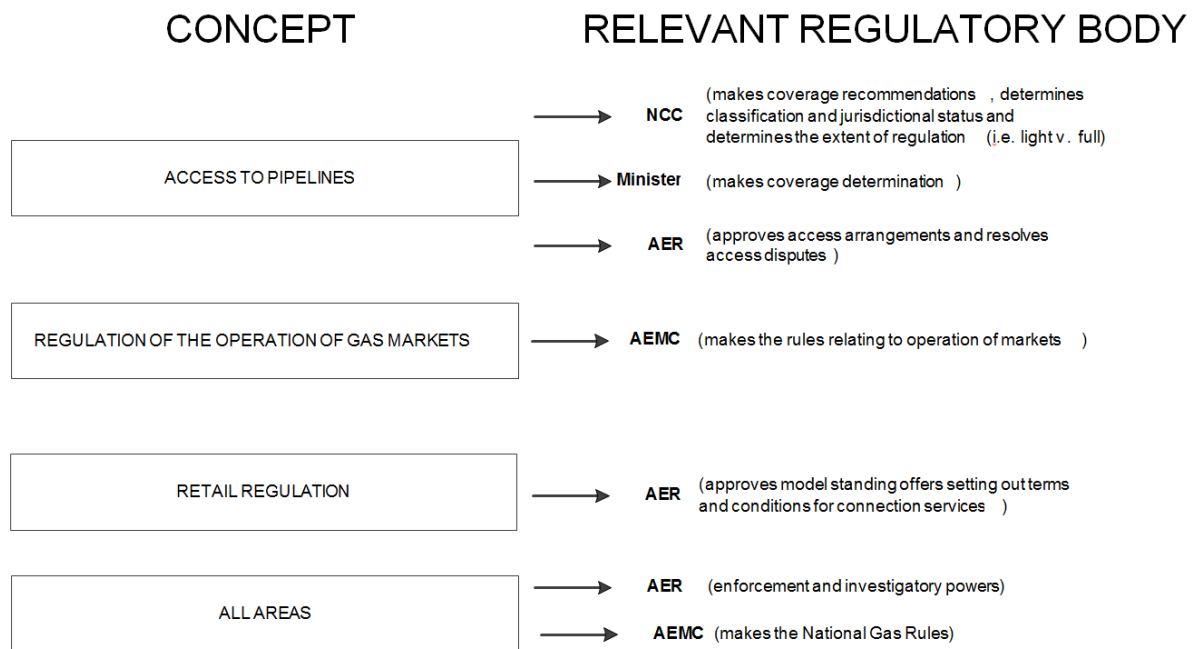 CONCEPT
RELEVANT REGULATORY BODY
ACCESS TO PIPELINES
NCC
(makes coverage recommendations , determines
classification and jurisdictional status and
determines the extent of regulation (i.e. light v. full)
Minister
(makes coverage determination )
AER
(approves access arrangements and resolves
access disputes )
REGULATION OF THE OPERATION OF GAS MARKETS
AEMC
(makes the rules relating to operation of markets )
RETAIL REGULATION
AER
(approves model standing offers setting out terms
and conditions for connection services )
ALL AREAS
AER
(enforcement and investigatory powers)
AEMC
(makes the National Gas Rules)